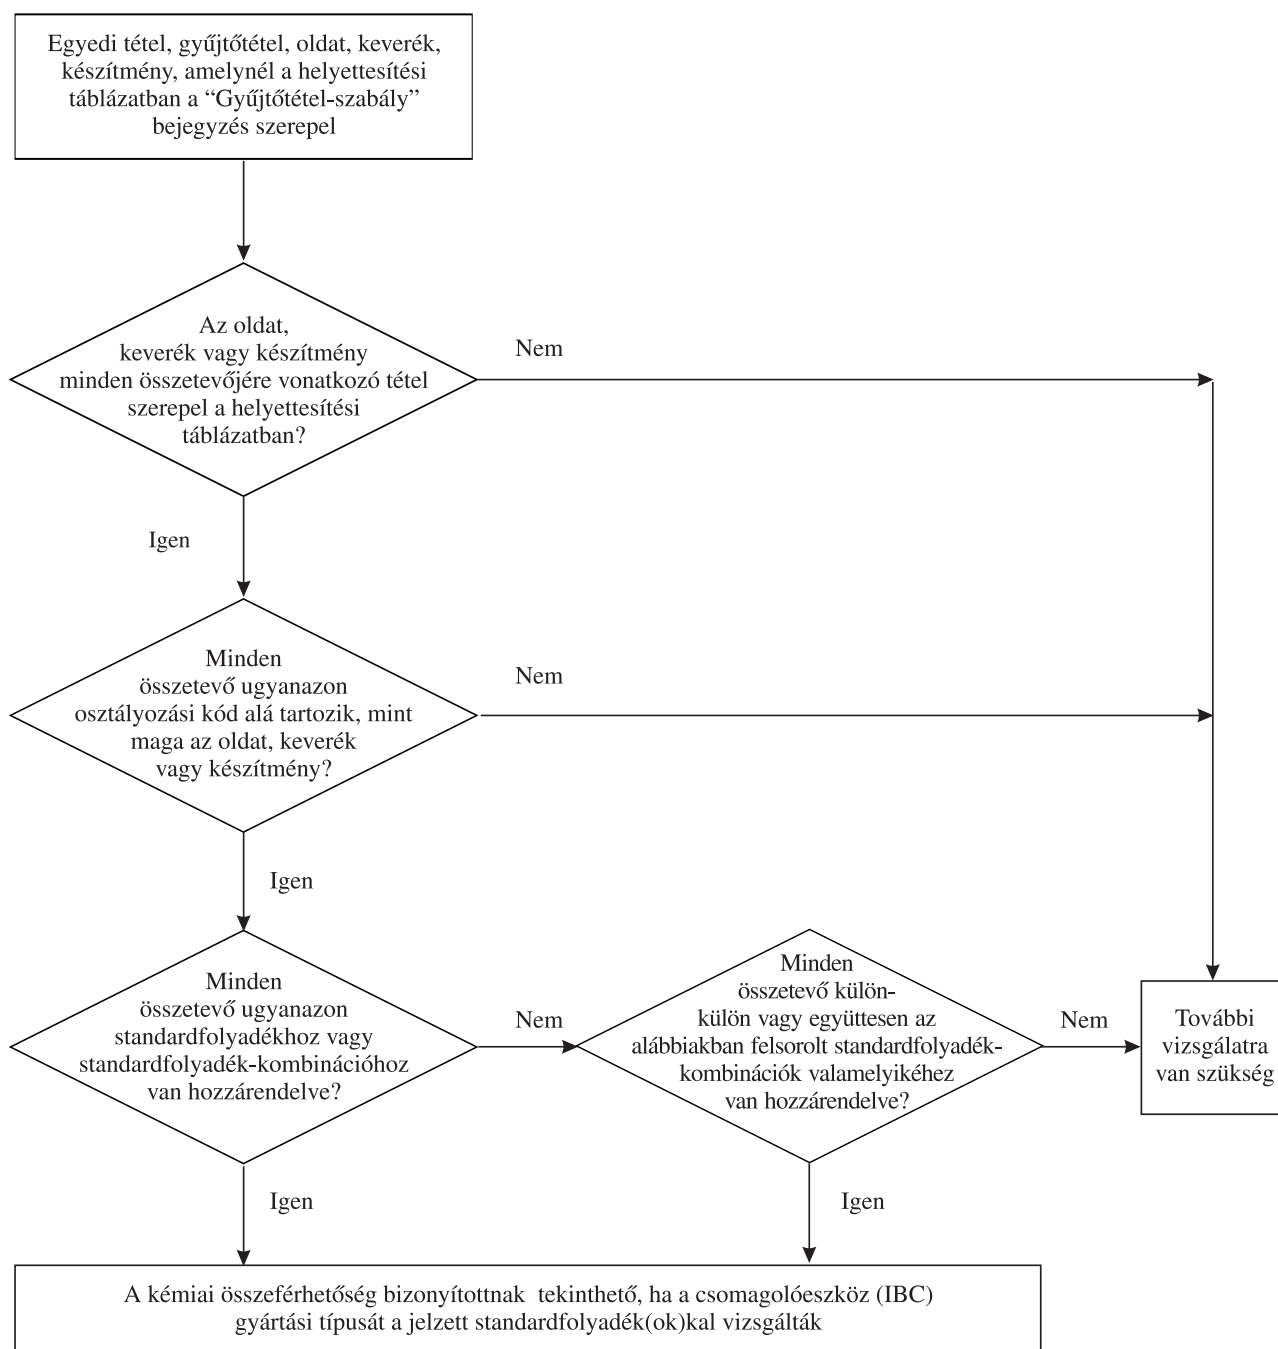 Egyedi tétel, gyűjtőtétel, oldat, keverék,
készítmény, amelynél a helyettesítési
táblázatban a “Gyűjtőtétel-szabály”
bejegyzés szerepel
Az oldat,
keverék vagy készítmény
minden összetevőjére vonatkozó tétel
szerepel a helyettesítési
táblázatban?
Nem
Igen
Minden
összetevő ugyanazon
osztályozási kód alá tartozik, mint
maga az oldat, keverék
vagy készítmény?
Nem
Igen
Minden
összetevő ugyanazon
standardfolyadékhoz vagy
standardfolyadék-kombinációhoz
van hozzárendelve?
Nem
Minden
összetevő külön-
külön vagy együttesen az
alábbiakban felsorolt standardfolyadék-
kombinációk valamelyikéhez
van hozzárendelve?
Nem
További
vizsgálatra
van szükség
Igen
Igen
A kémiai összeférhetőség bizonyítottnak tekinthető, ha a csomagolóeszköz (IBC)
gyártási típusát a jelzett standardfolyadék(ok)kal vizsgálták